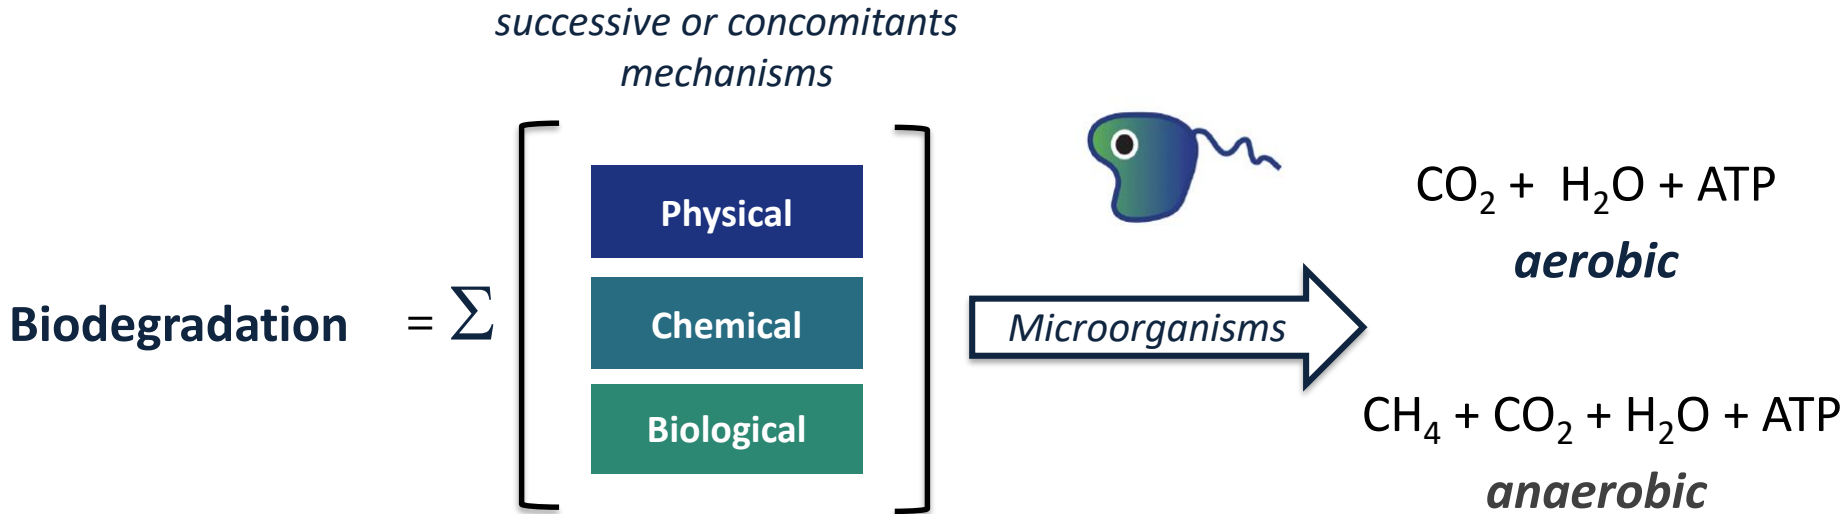 successive or concomitants
mechanisms
Physical
Chemical
Biological
Biodegradation = Σ
Microorganisms
CO₂ + H₂O + ATP
aerobic
CH₄ + CO₂ + H₂O + ATP
anaerobic